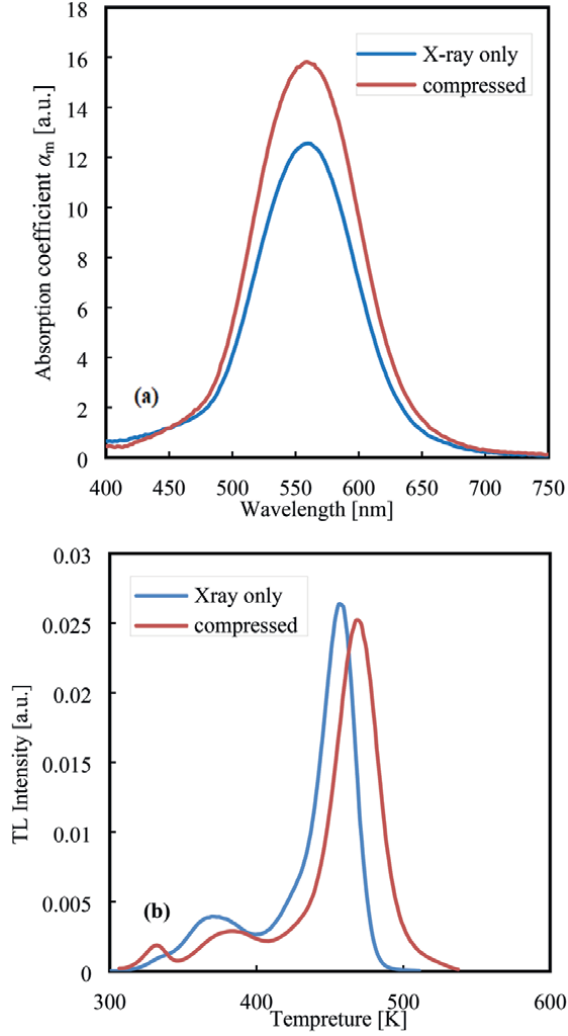 18
16
14
12
10
8
6
4
2
0
Absorption coefficient αm [a.u.]
X-ray only
compressed
(a)
400 450 500 550 600 650 700 750
Wavelength [nm]
0.03
0.025
0.02
0.015
0.01
0.005
0
TL Intensity [a.u.]
Xray only
compressed
(b)
300 400 500 600
Tempreture [K]